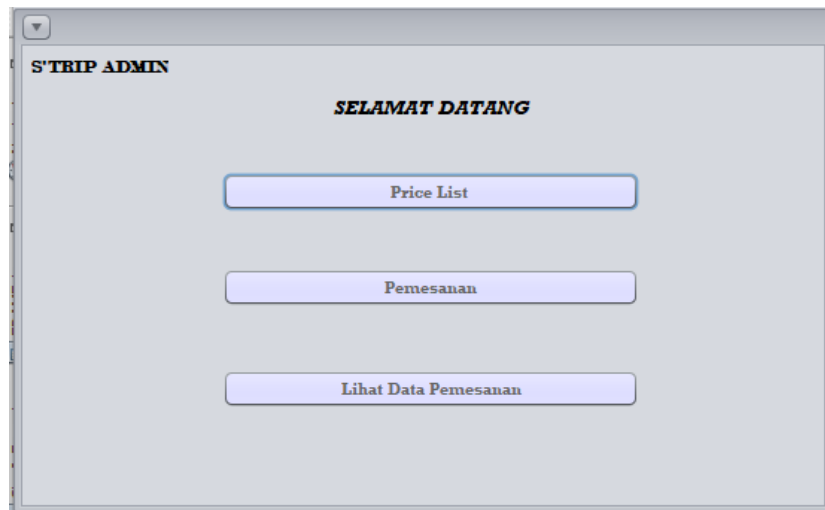 S'TRIP ADMIN
SELAMAT DATANG
Price List
Pemesanan
Lihat Data Pemesanan